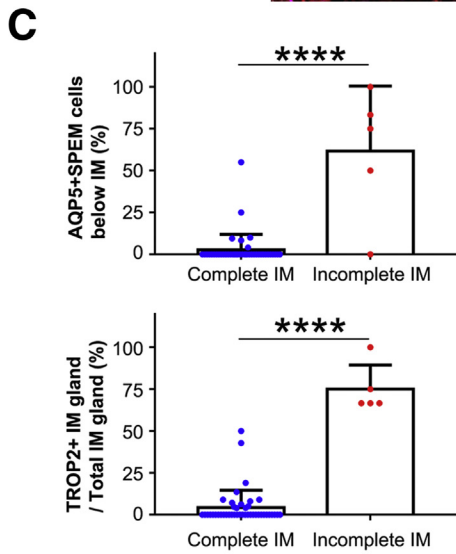 C
****
AQP5+SPEM cells
below IM (%)
100
75
50
25
0
Complete IM
Incomplete IM
****
TROP2+ IM gland
/ Total IM gland (%)
100
75
50
25
0
Complete IM
Incomplete IM